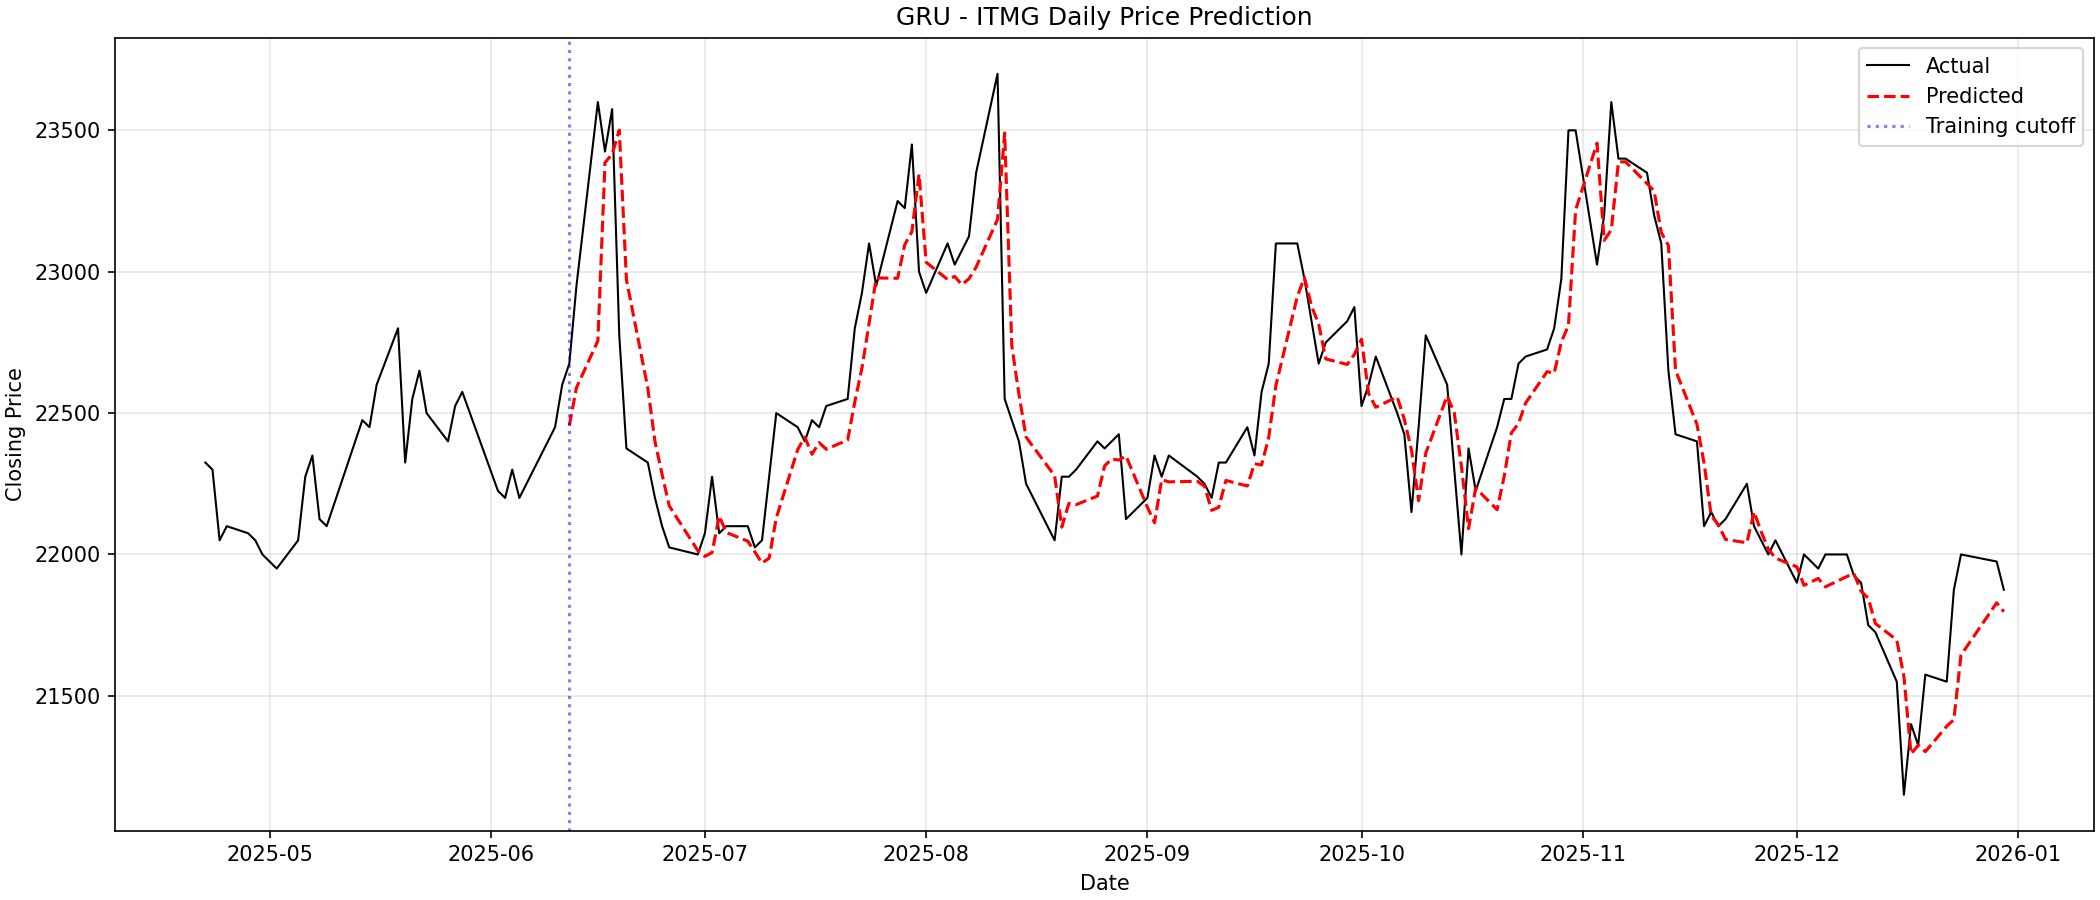 GRU - ITMG Daily Price Prediction
Actual
Predicted
Training cutoff
Closing Price
23500
23000
22500
22000
21500
2025-05
2025-06
2025-07
2025-08
2025-09
2025-10
2025-11
2025-12
2026-01
Date